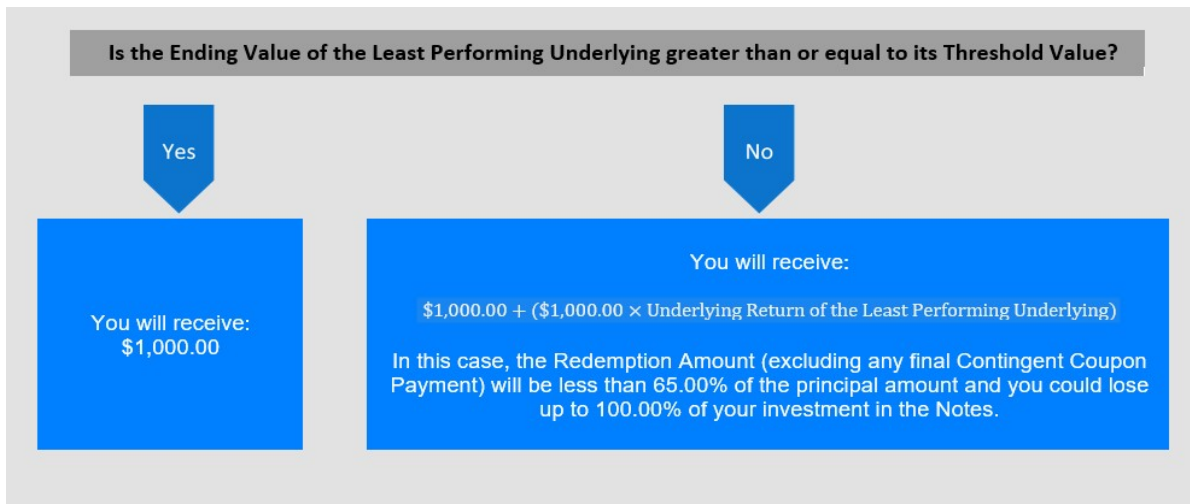 Is the Ending Value of the Least Performing Underlying greater than or equal to its Threshold Value?
Yes
No
You will receive:
$1,000.00
You will receive:
$1,000.00 + ($1,000.00 × Underlying Return of the Least Performing Underlying)
In this case, the Redemption Amount (excluding any final Contingent Coupon
Payment) will be less than 65.00% of the principal amount and you could lose
up to 100.00% of your investment in the Notes.